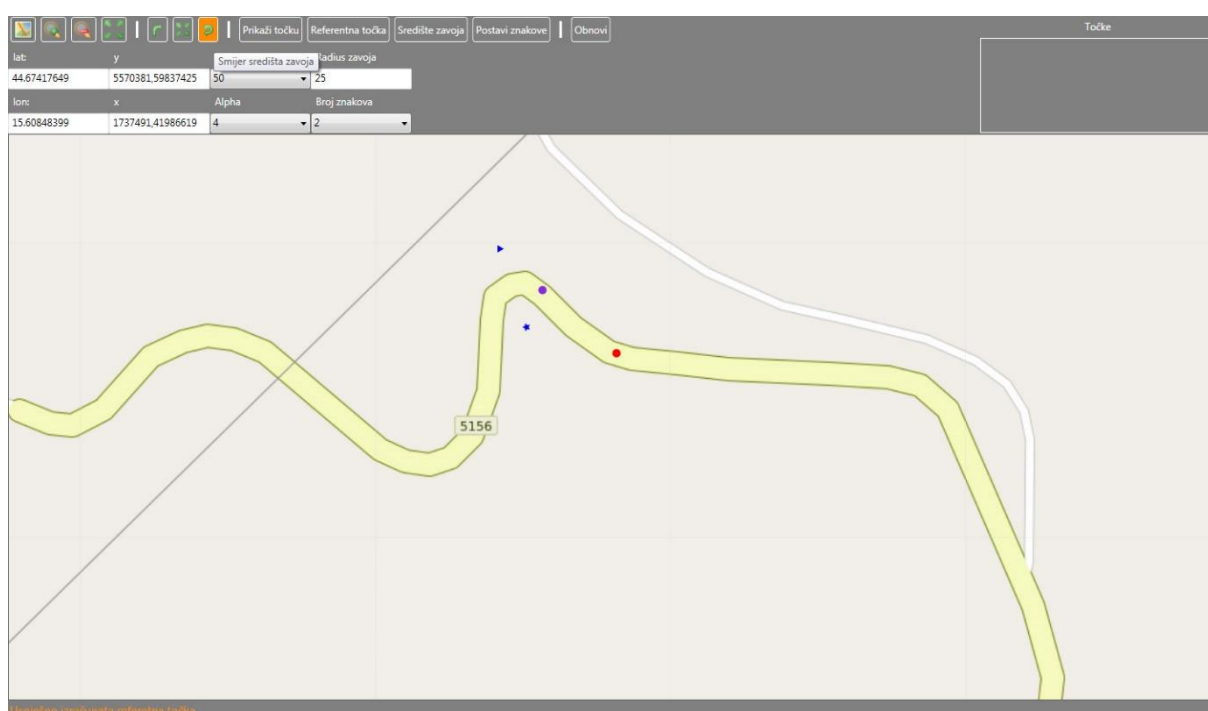 Prikaži točku Referentna točka Središte zavoja Postavi znakove Obnovi Točke
lat: y Smijer središta zavoja Radius zavoja
44.67417649 5570381,59837425 50 25
lon: x Alpha Broj znakova
15.60848399 1737491,41986619 4 2
5156